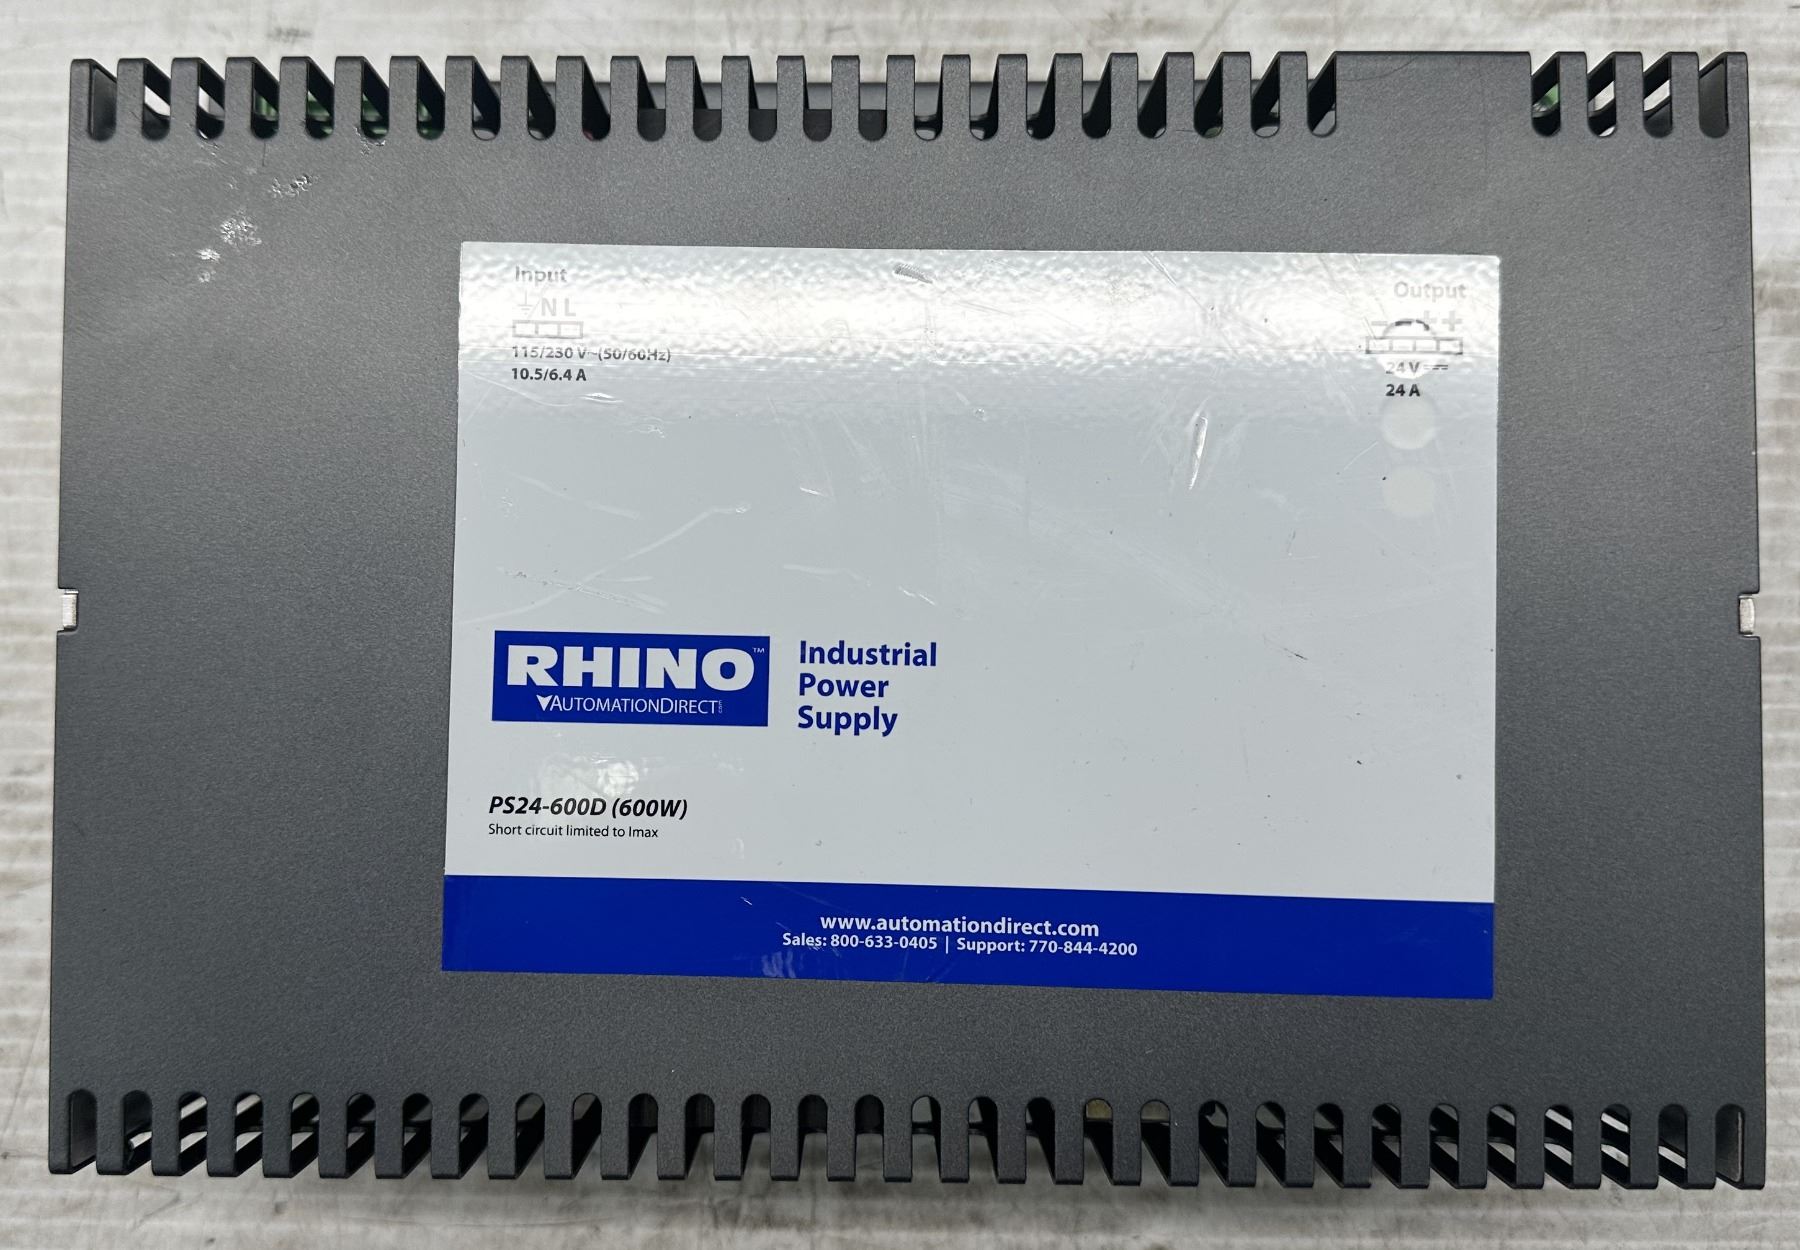 Input
N L
115/230 V~(50/60Hz)
10.5/6.4 A
Output
- - + +
24 V
24 A
RHINO™
AUTOMATIONDIRECT
Industrial
Power
Supply
PS24-600D (600W)
Short circuit limited to Imax
www.automationdirect.com
Sales: 800-633-0405 | Support: 770-844-4200